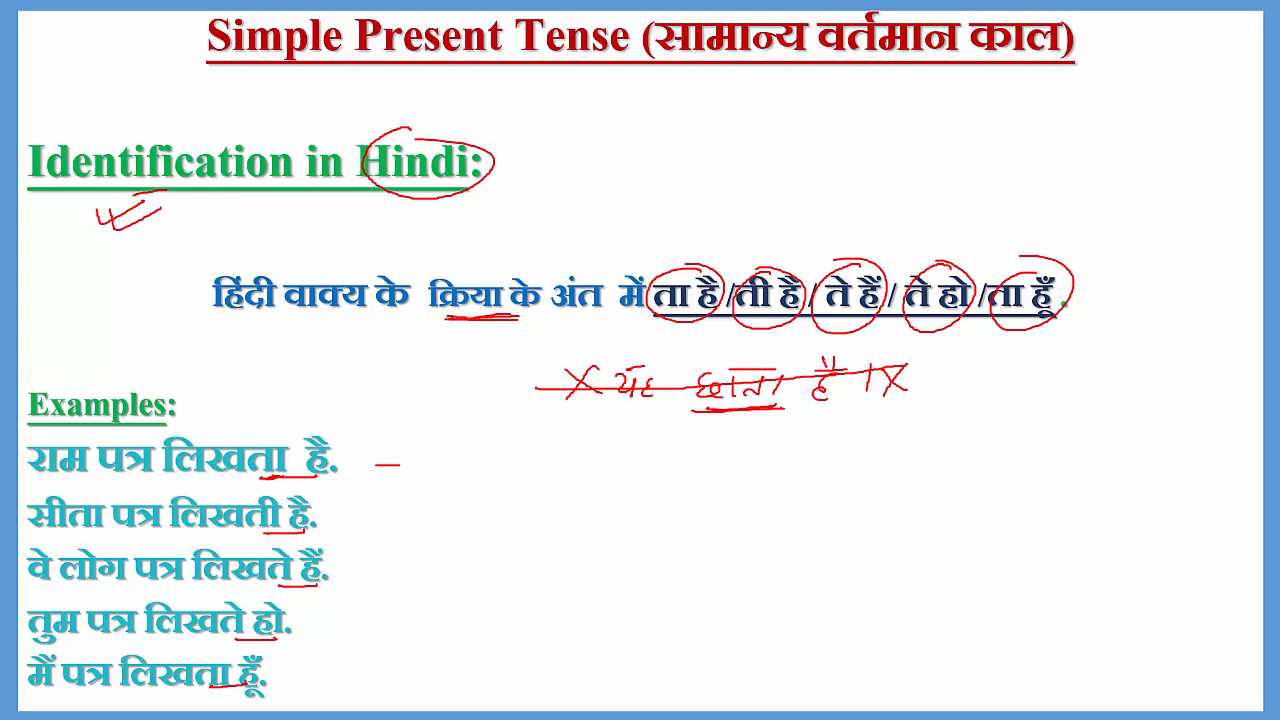 Simple Present Tense (सामान्य वर्तमान काल)
Identification in Hindi:
हिंदी वाक्य के क्रिया के अंत में ता है /ती है / ते हैं / ते हो /ता हूँ .
यह छाता है ।
Examples:
राम पत्र लिखता है.
सीता पत्र लिखती है.
वे लोग पत्र लिखते हैं.
तुम पत्र लिखते हो.
मैं पत्र लिखता हूँ.